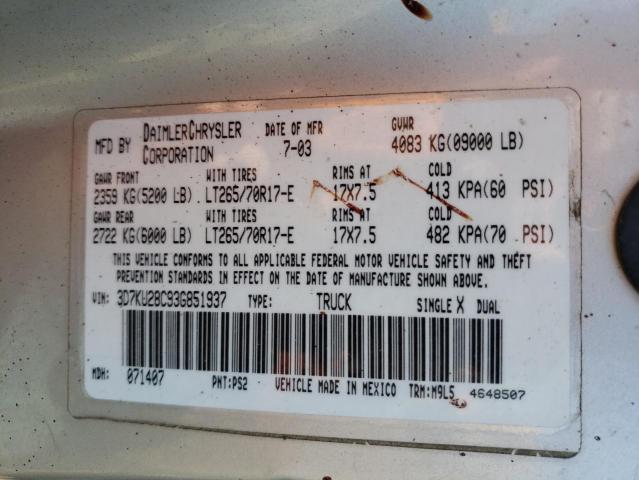 MFD BY DAIMLERCHRYSLER CORPORATION DATE OF MFR 7-03 GVWR 4083 KG(09000 LB)
GAWR FRONT WITH TIRES RIMS AT COLD
2359 KG(5200 LB) LT265/70R17-E 17X7.5 413 KPA(60 PSI)
GAWR REAR WITH TIRES RIMS AT COLD
2722 KG(6000 LB) LT265/70R17-E 17X7.5 482 KPA(70 PSI)
THIS VEHICLE CONFORMS TO ALL APPLICABLE FEDERAL MOTOR VEHICLE SAFETY AND THEFT
PREVENTION STANDARDS IN EFFECT ON THE DATE OF MANUFACTURE SHOWN ABOVE.
VIN: 3D7KU28C93G851937 TYPE: TRUCK SINGLE X DUAL
MDH: 071407 PNT:PS2 VEHICLE MADE IN MEXICO TRM:M9L5 4648507